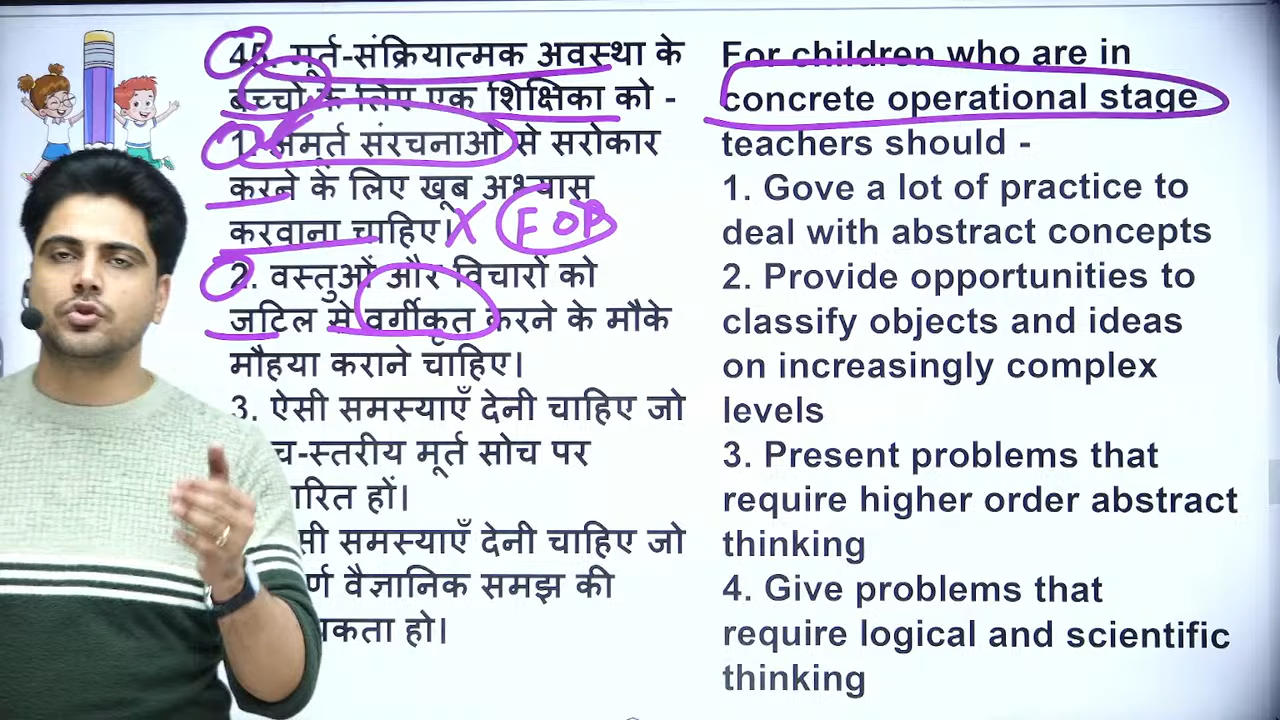 45. मूर्त-संक्रियात्मक अवस्था के
बच्चों के लिए एक शिक्षिका को -
1. अमूर्त संरचनाओं से सरोकार
करने के लिए खूब अभ्यास
करवाना चाहिए। X FOP
2. वस्तुओं और विचारों को
जटिल से वर्गीकृत करने के मौके
मौहया कराने चाहिए।
3. ऐसी समस्याएँ देनी चाहिए जो
स्तरीय मूर्त सोच पर
हों।
समस्याएँ देनी चाहिए जो
वैज्ञानिक समझ की
हो।
For children who are in
concrete operational stage
teachers should -
1. Gove a lot of practice to
deal with abstract concepts
2. Provide opportunities to
classify objects and ideas
on increasingly complex
levels
3. Present problems that
require higher order abstract
thinking
4. Give problems that
require logical and scientific
thinking